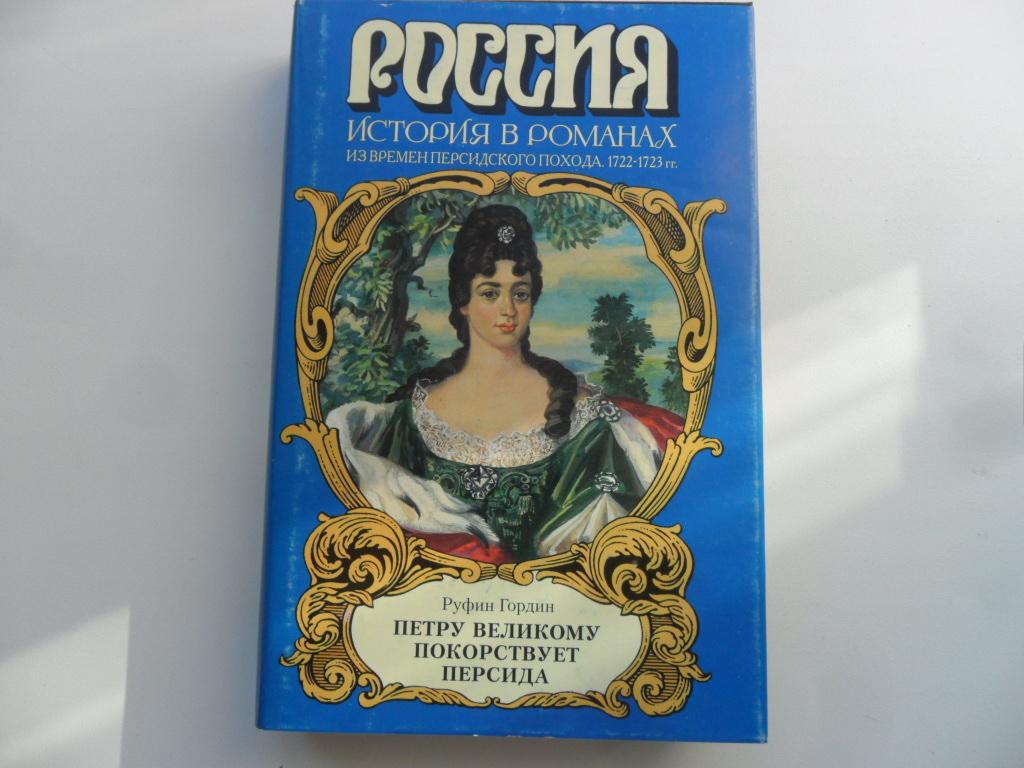 РОССИЯ
ИСТОРИЯ В РОМАНАХ
ИЗ ВРЕМЕН ПЕРСИДСКОГО ПОХОДА. 1722-1723 гг.
Руфин Гордин
ПЕТРУ ВЕЛИКОМУ
ПОКОРСТВУЕТ
ПЕРСИДА